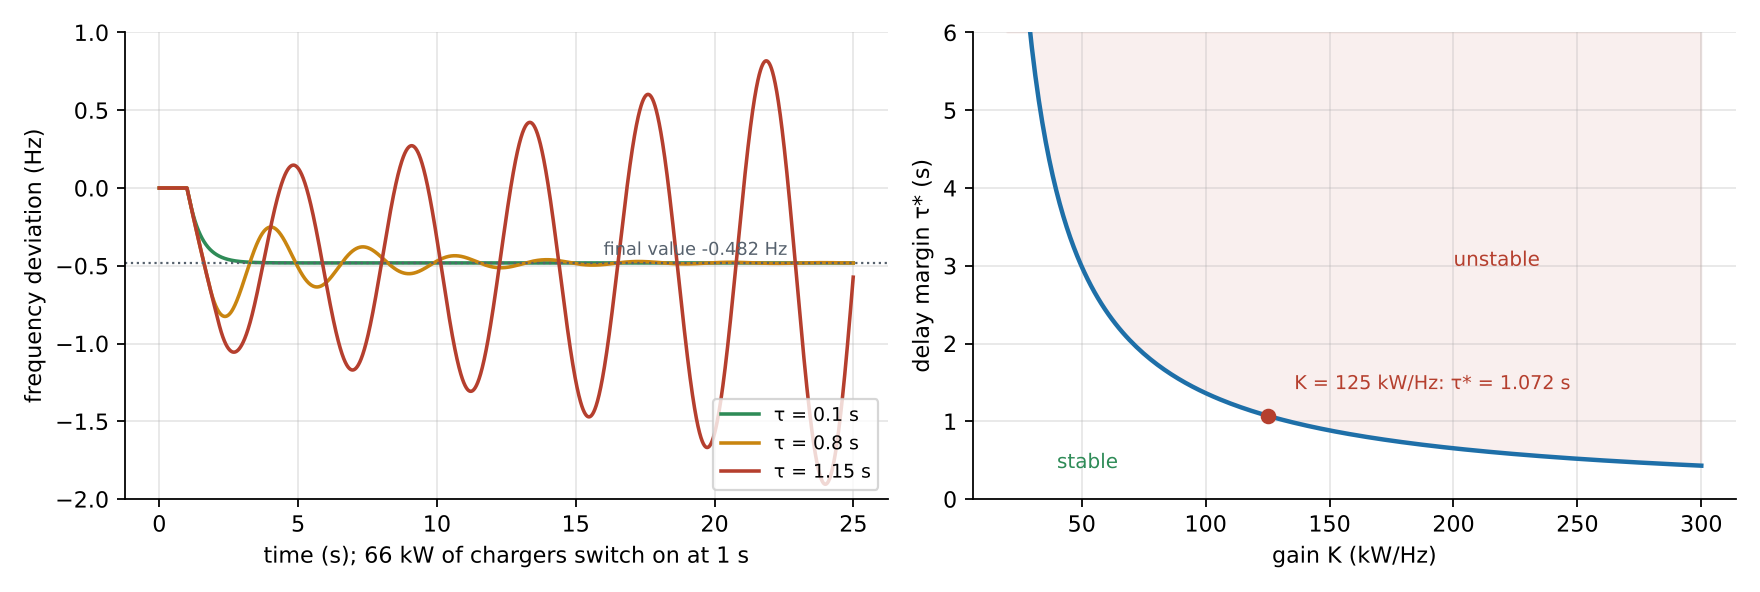 1.0
0.5
0.0
−0.5
−1.0
−1.5
−2.0
frequency deviation (Hz)
final value -0.482 Hz
τ = 0.1 s
τ = 0.8 s
τ = 1.15 s
0 5 10 15 20 25
time (s); 66 kW of chargers switch on at 1 s
6
5
4
3
2
1
0
delay margin τ* (s)
unstable
K = 125 kW/Hz: τ* = 1.072 s
stable
50 100 150 200 250 300
gain K (kW/Hz)